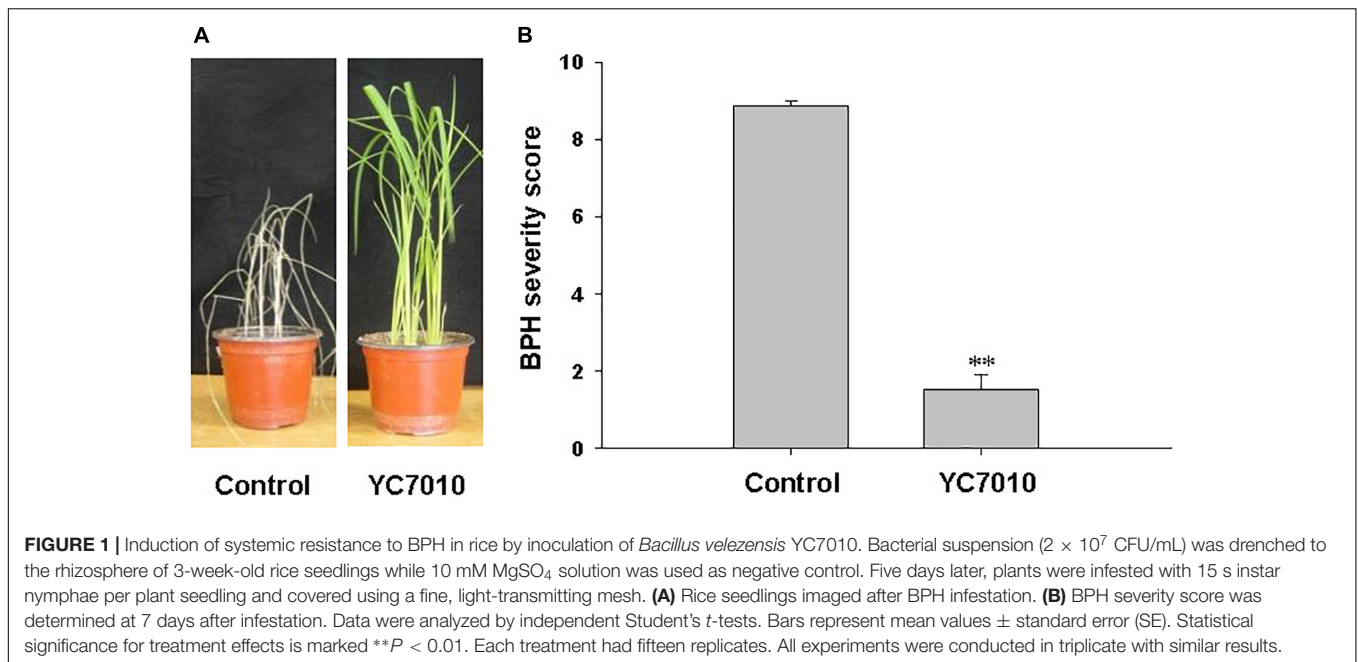 A
B
10
8
6
4
2
0
BPH severity score
**
Control
YC7010
Control
YC7010
FIGURE 1 | Induction of systemic resistance to BPH in rice by inoculation of Bacillus velezensis YC7010. Bacterial suspension (2 × 10⁷ CFU/mL) was drenched to
the rhizosphere of 3-week-old rice seedlings while 10 mM MgSO₄ solution was used as negative control. Five days later, plants were infested with 15 s instar
nymphae per plant seedling and covered using a fine, light-transmitting mesh. (A) Rice seedlings imaged after BPH infestation. (B) BPH severity score was
determined at 7 days after infestation. Data were analyzed by independent Student's t-tests. Bars represent mean values ± standard error (SE). Statistical
significance for treatment effects is marked **P < 0.01. Each treatment had fifteen replicates. All experiments were conducted in triplicate with similar results.